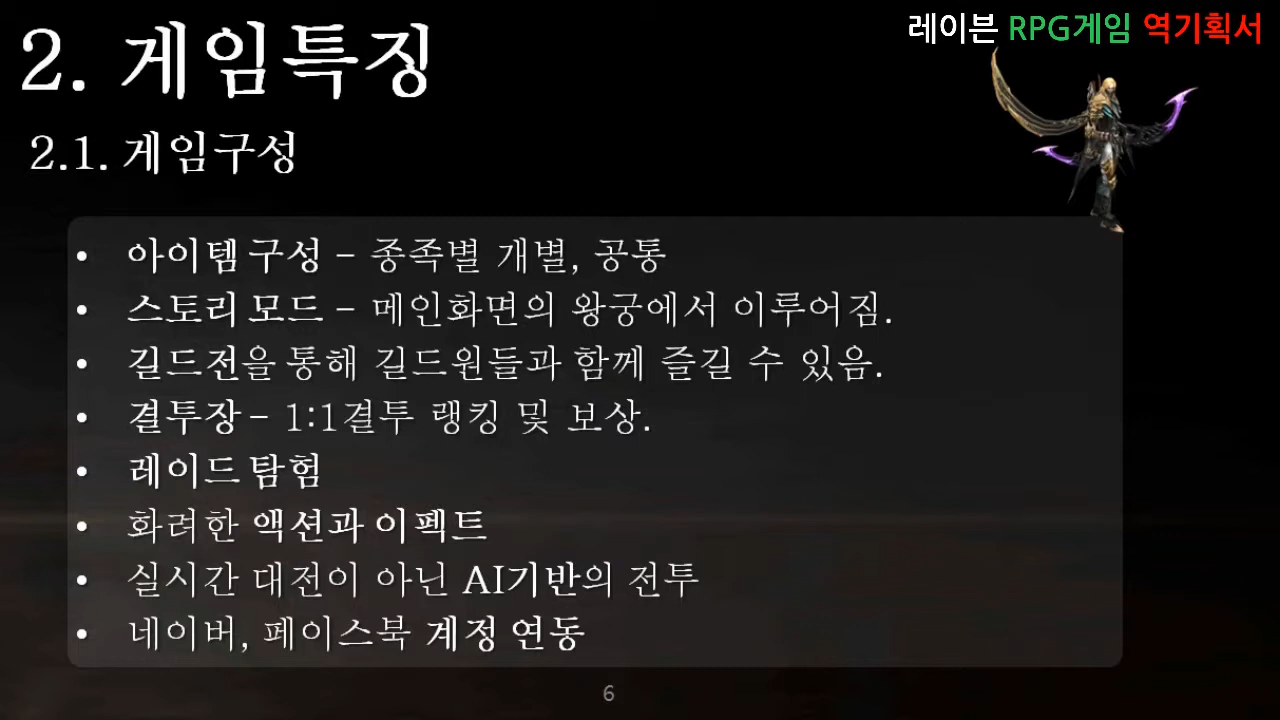 레이븐 RPG게임 역기획서
2. 게임특징
2.1. 게임구성
• 아이템 구성 – 종족별 개별, 공통
• 스토리 모드 – 메인화면의 왕궁에서 이루어짐.
• 길드전을 통해 길드원들과 함께 즐길 수 있음.
• 결투장 – 1:1결투 랭킹 및 보상.
• 레이드 탐험
• 화려한 액션과 이펙트
• 실시간 대전이 아닌 AI기반의 전투
• 네이버, 페이스북 계정 연동
6